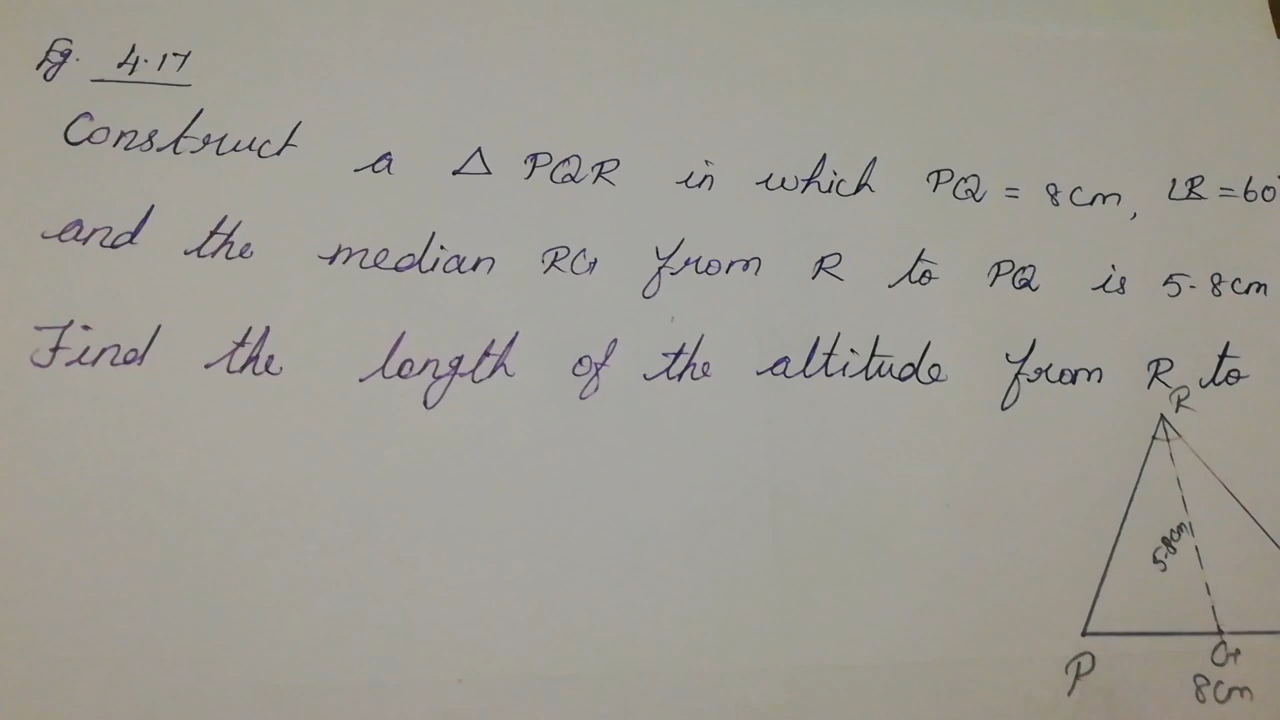 Eg. 4.17
Construct a △ PQR in which PQ = 8cm, ∠R = 60°
and the median RG from R to PQ is 5.8cm
Find the length of the altitude from R to
R
5.8cm
P
G
8cm